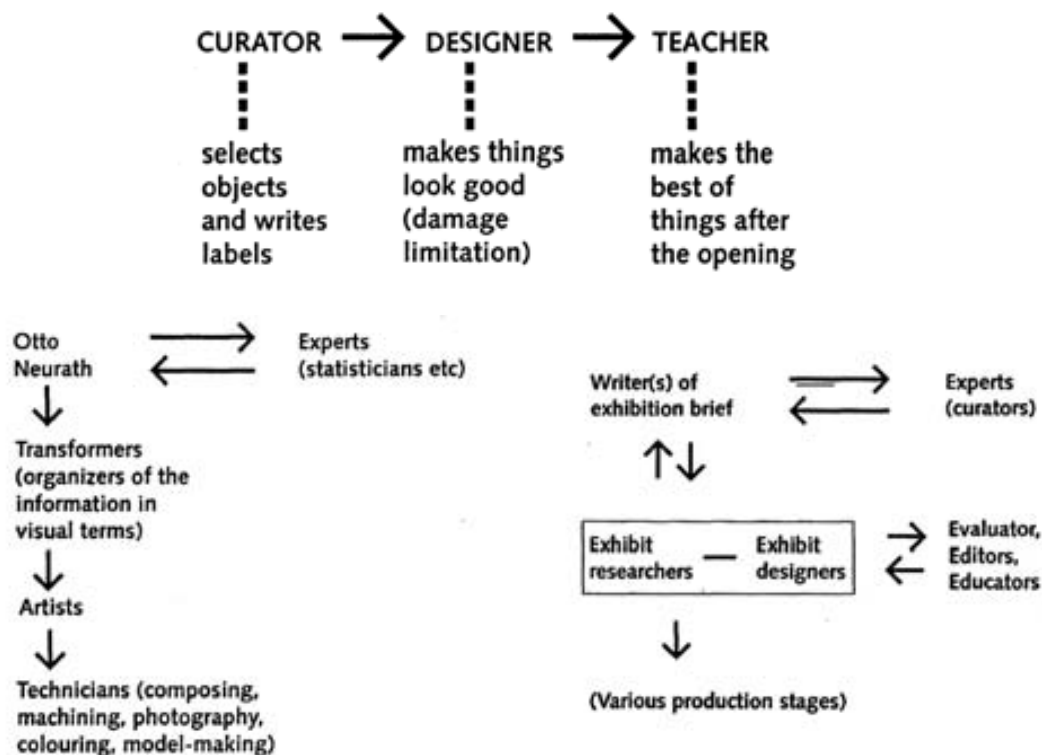 CURATOR → DESIGNER → TEACHER
selects
objects
and writes
labels
makes things
look good
(damage
limitation)
makes the
best of
things after
the opening
Otto
Neurath
Experts
(statisticians etc)
Transformers
(organizers of the
information in
visual terms)
Artists
Technicians (composing,
machining, photography,
colouring, model-making)
Writer(s) of
exhibition brief
Experts
(curators)
Exhibit
researchers
—
Exhibit
designers
Evaluator,
Editors,
Educators
(Various production stages)